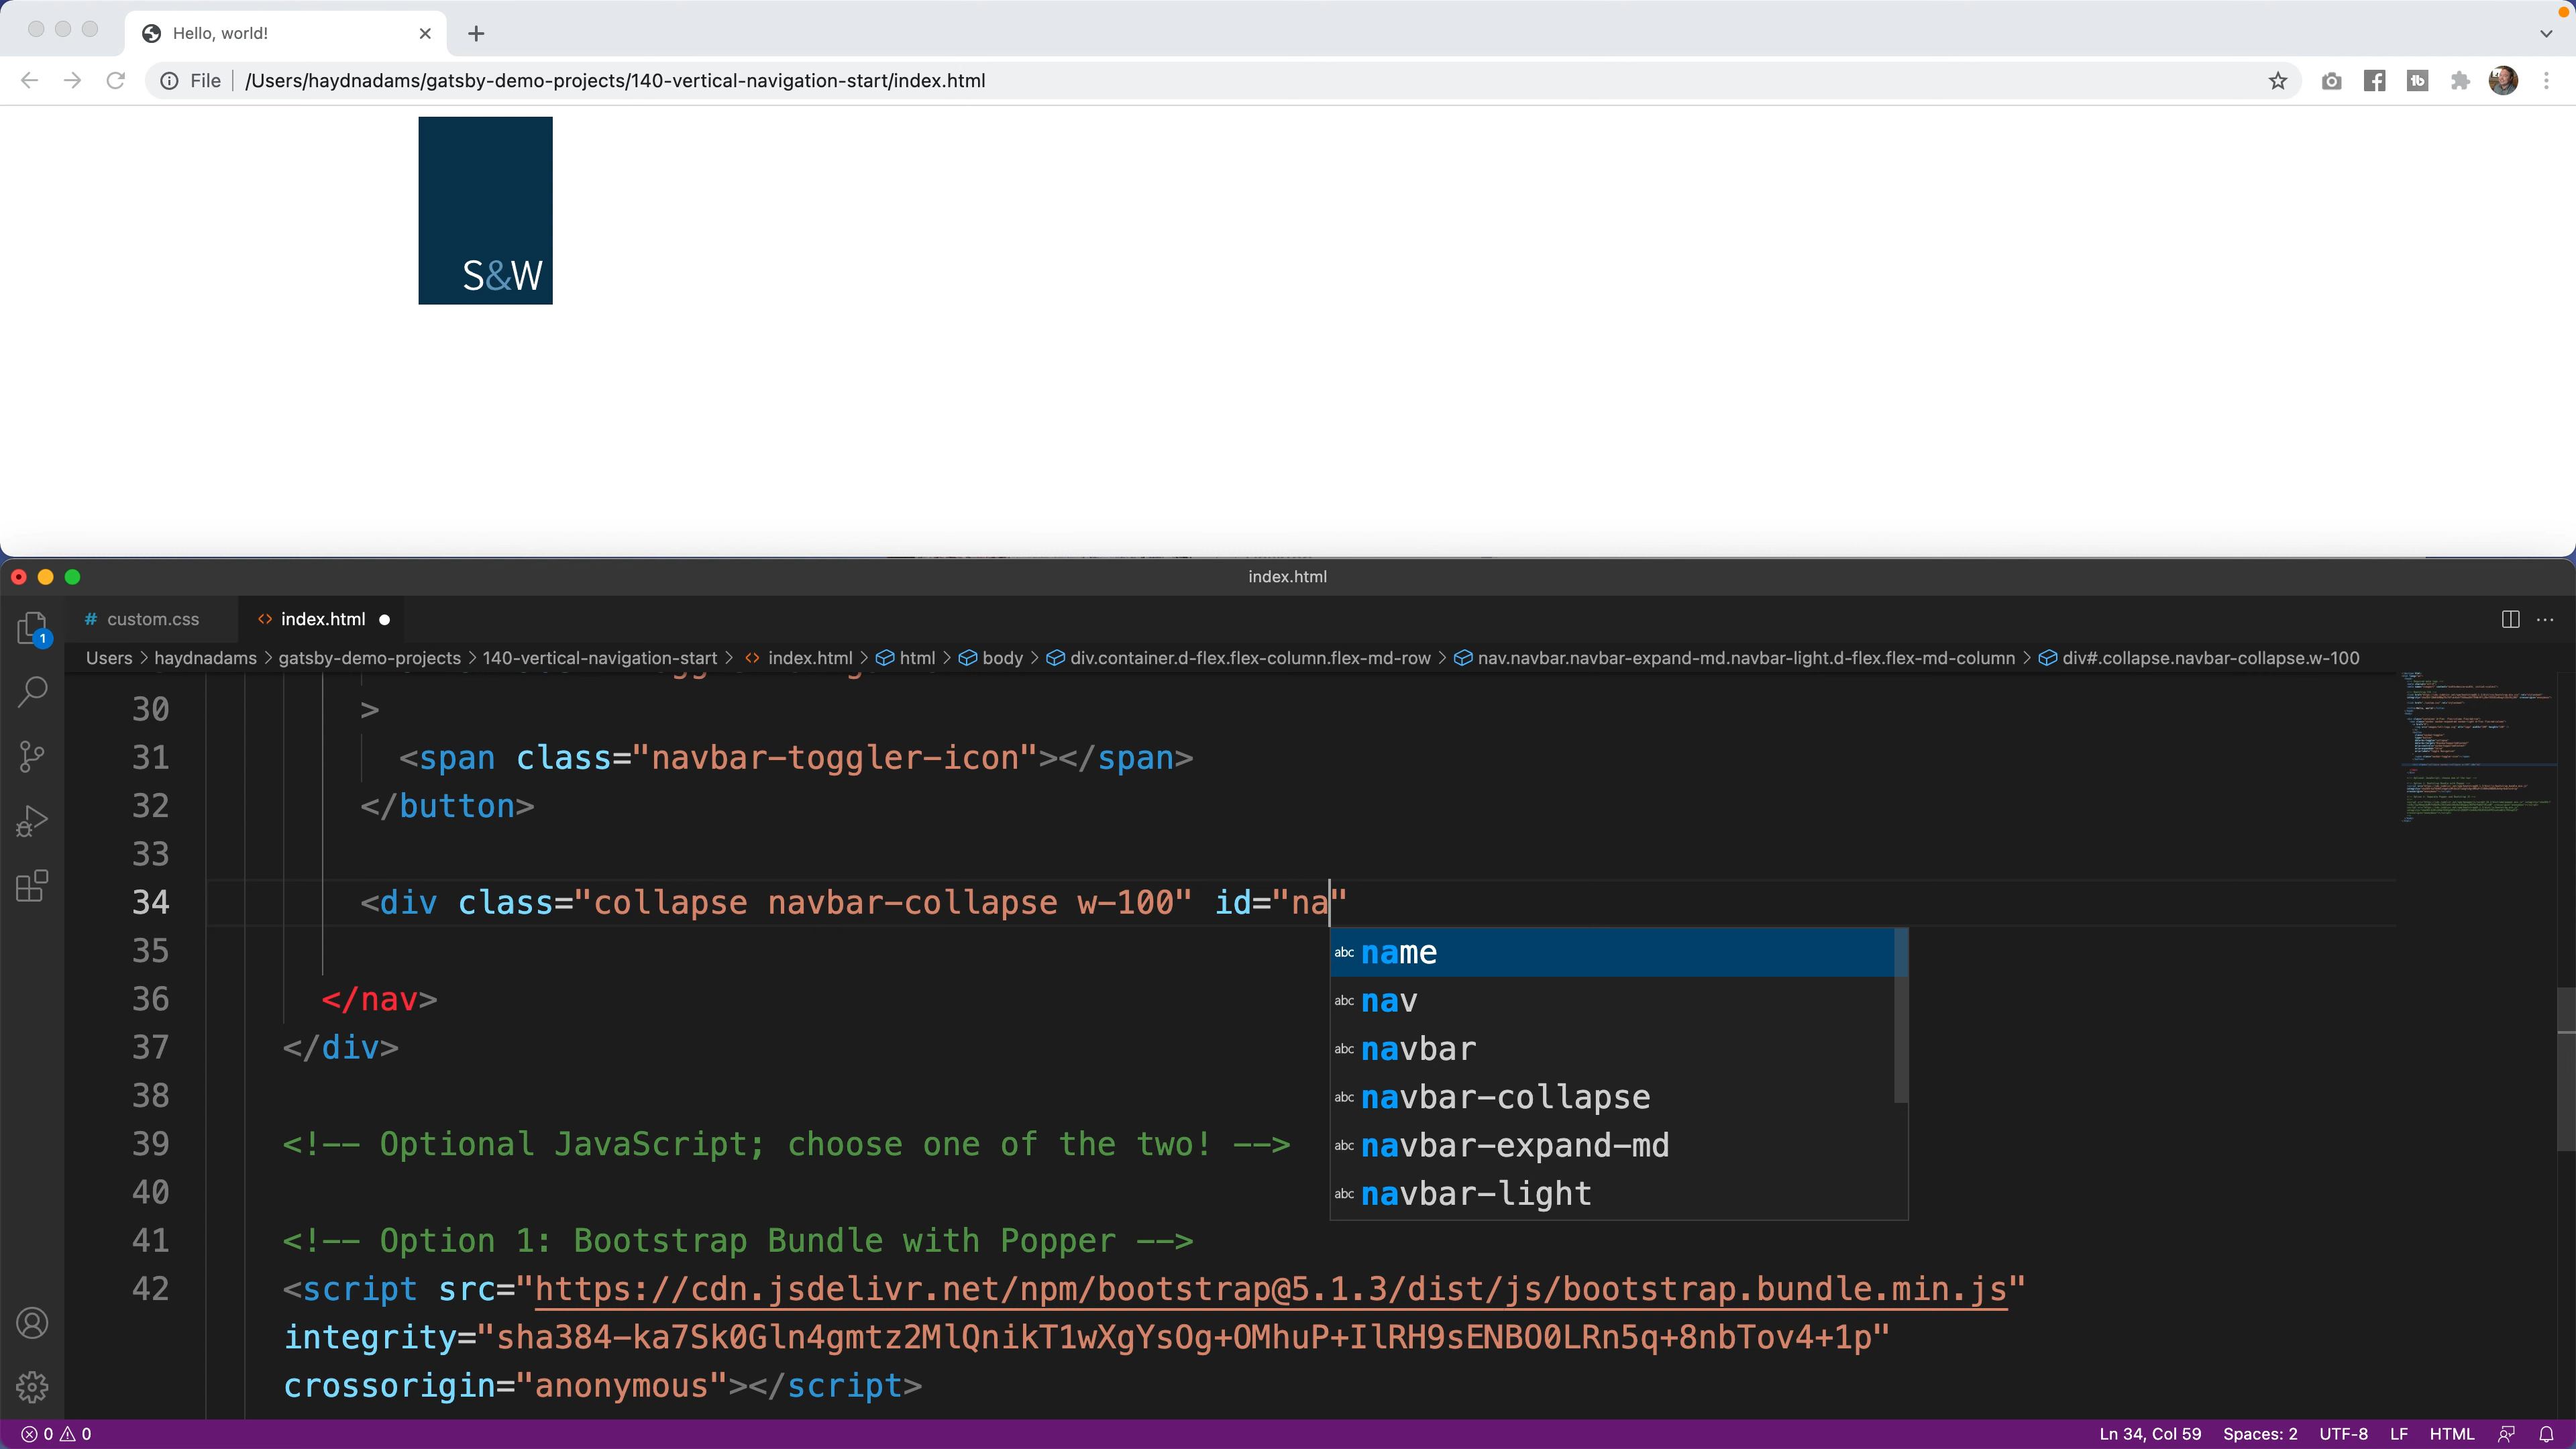 Hello, world!
File
/Users/haydnadams/gatsby-demo-projects/140-vertical-navigation-start/index.html
S&W
index.html
# custom.css
<> index.html
1
Users > haydnadams > gatsby-demo-projects > 140-vertical-navigation-start > <> index.html > html > body > div.container.d-flex.flex-column.flex-md-row > nav.navbar.navbar-expand-md.navbar-light.d-flex.flex-md-column > div#.collapse.navbar-collapse.w-100
30 >
31 <span class="navbar-toggler-icon"></span>
32 </button>
33
34 <div class="collapse navbar-collapse w-100" id="na"
35
36 </nav>
37 </div>
38
39 <!-- Optional JavaScript; choose one of the two! -->
40
41 <!-- Option 1: Bootstrap Bundle with Popper -->
42 <script src="https://cdn.jsdelivr.net/npm/bootstrap@5.1.3/dist/js/bootstrap.bundle.min.js"
integrity="sha384-ka7Sk0Gln4gmtz2MlQnikT1wXgYsOg+OMhuP+IlRH9sENBO0LRn5q+8nbTov4+1p"
crossorigin="anonymous"></script>
abc name
abc nav
abc navbar
abc navbar-collapse
abc navbar-expand-md
abc navbar-light
0 0
Ln 34, Col 59 Spaces: 2 UTF-8 LF HTML